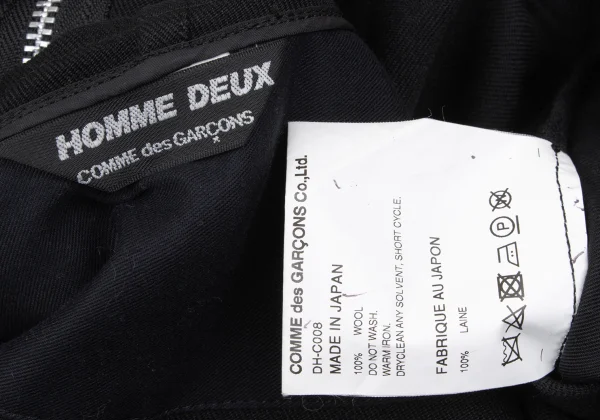 HOMME DEUX
COMME des GARÇONS
COMME des GARÇONS Co.,Ltd.
DH-C008
MADE IN JAPAN
100% WOOL
DO NOT WASH.
WARM IRON.
DRYCLEAN ANY SOLVENT, SHORT CYCLE.
FABRIQUE AU JAPON
100% LAINE
P